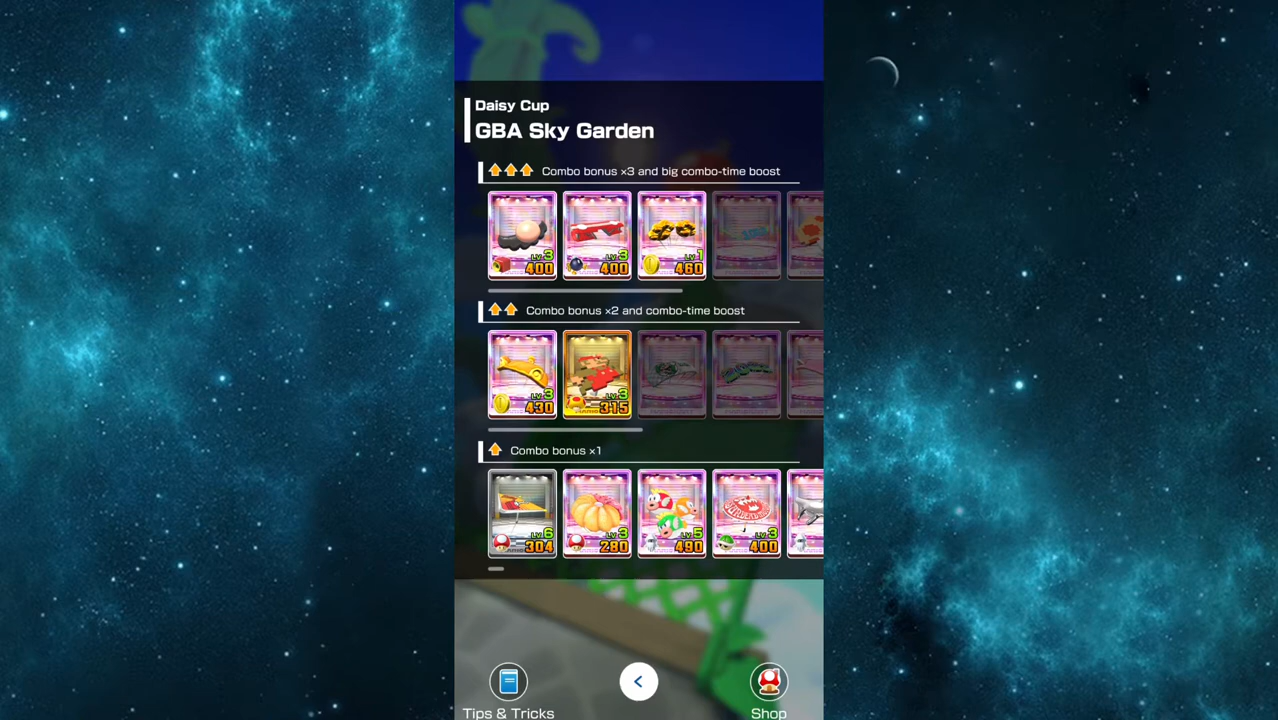 Daisy Cup
GBA Sky Garden
Combo bonus ×3 and big combo-time boost
LV.3 LV.3 LV.1
400 400 460
Combo bonus ×2 and combo-time boost
LV.3 LV.3
430 315
Combo bonus ×1
LV.6 LV.3 LV.5 LV.3
304 280 490 400
Tips & Tricks
Shop